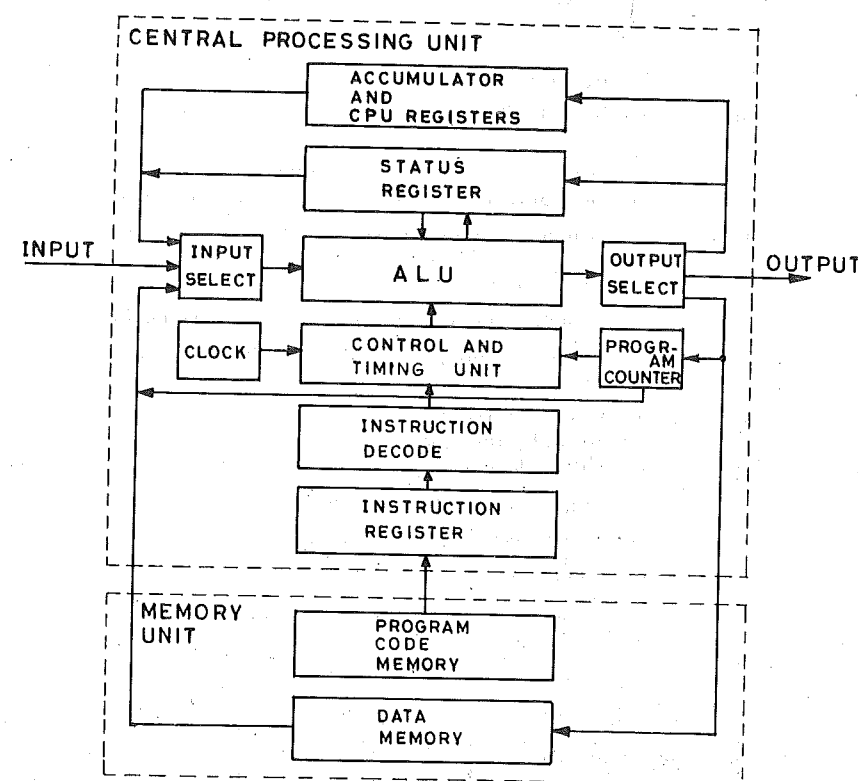 CENTRAL PROCESSING UNIT
ACCUMULATOR
AND
CPU REGISTERS
STATUS
REGISTER
INPUT
INPUT
SELECT
ALU
OUTPUT
SELECT
OUTPUT
CLOCK
CONTROL AND
TIMING UNIT
PROGR-
AM
COUNTER
INSTRUCTION
DECODE
INSTRUCTION
REGISTER
MEMORY
UNIT
PROGRAM
CODE
MEMORY
DATA
MEMORY